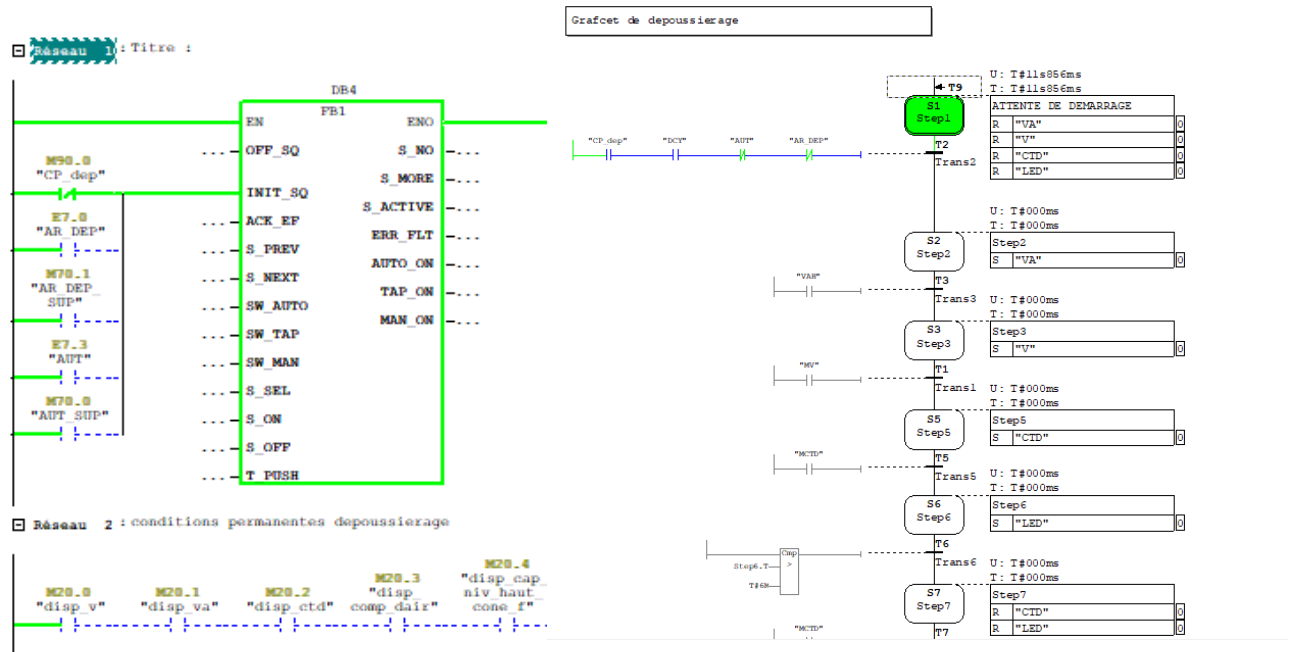 Grafcet de depoussierage
Réseau 1 : Titre :
DB4
FB1
EN
ENO
... OFF_SQ
S_NO ...
M90.0
"CP_dep"
S_MORE ...
INIT_SQ
S_ACTIVE ...
E7.0
"AR_DEP"
... ACK_EF
ERR_FLT ...
... S_PREV
AUTO_ON ...
M70.1
"AR_DEP_
SUP"
... S_NEXT
TAP_ON ...
... SW_AUTO
MAN_ON ...
... SW_TAP
E7.3
"AUT"
... SW_MAN
... S_SEL
M70.0
"AUT_SUP"
... S_ON
... S_OFF
... T_PUSH
Réseau 2 : conditions permanentes depoussierage
M20.0
"disp_v"
M20.1
"disp_va"
M20.2
"disp_ctd"
M20.3
"disp_
comp_dair"
M20.4
"disp_cap_
niv_haut_
cone_f"
T9
U: T#11s856ms
T: T#11s856ms
S1
Step1
ATTENTE DE DEMARRAGE
R "VA" 0
R "V" 0
R "CTD" 0
R "LED" 0
"CP_dep" "DCY" "AUT" "AR_DEP"
T2
Trans2
U: T#000ms
T: T#000ms
S2
Step2
Step2
S "VA" 0
"VAR"
T3
Trans3
U: T#000ms
T: T#000ms
S3
Step3
Step3
S "V" 0
"MV"
T1
Trans1
U: T#000ms
T: T#000ms
S5
Step5
Step5
S "CTD" 0
"MCTD"
T5
Trans5
U: T#000ms
T: T#000ms
S6
Step6
Step6
S "LED" 0
Cmp
>
Step6.T
T#6M
T6
Trans6
U: T#000ms
T: T#000ms
S7
Step7
Step7
R "CTD" 0
R "LED" 0
"MCTD"
T7